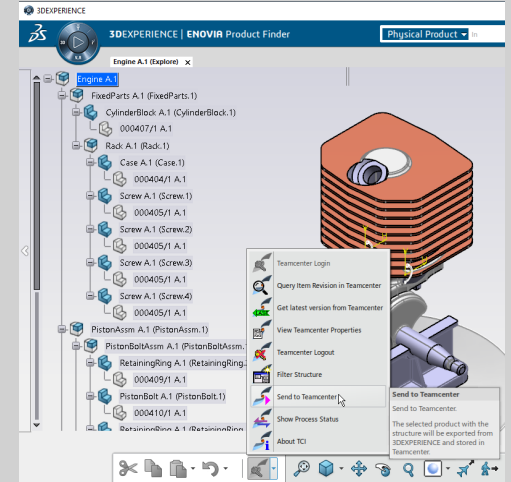 3DEXPERIENCE
3DEXPERIENCE | ENOVIA Product Finder
Physical Product
In
Engine A.1 (Explore) x
Engine A.1
FixedParts A.1 (FixedParts.1)
CylinderBlock A.1 (CylinderBlock.1)
000407/1 A.1
Rack A.1 (Rack.1)
Case A.1 (Case.1)
000404/1 A.1
Screw A.1 (Screw.1)
000405/1 A.1
Screw A.1 (Screw.2)
000405/1 A.1
Screw A.1 (Screw.3)
000405/1 A.1
Screw A.1 (Screw.4)
000405/1 A.1
PistonAssm A.1 (PistonAssm.1)
PistonBoltAssm A.1 (PistonBoltAssm.
RetainingRing A.1 (RetainingRing.
000409/1 A.1
PistonBolt A.1 (PistonBolt.1)
000410/1 A.1
RetainingRing A.1 (RetainingRing
Teamcenter Login
Query Item Revision in Teamcenter
Get latest version from Teamcenter
View Teamcenter Properties
Teamcenter Logout
Filter Structure
Send to Teamcenter
Show Process Status
About TCI
Send to Teamcenter
Send to Teamcenter.
The selected product with the
structure will be exported from
3DEXPERIENCE and stored in
Teamcenter.